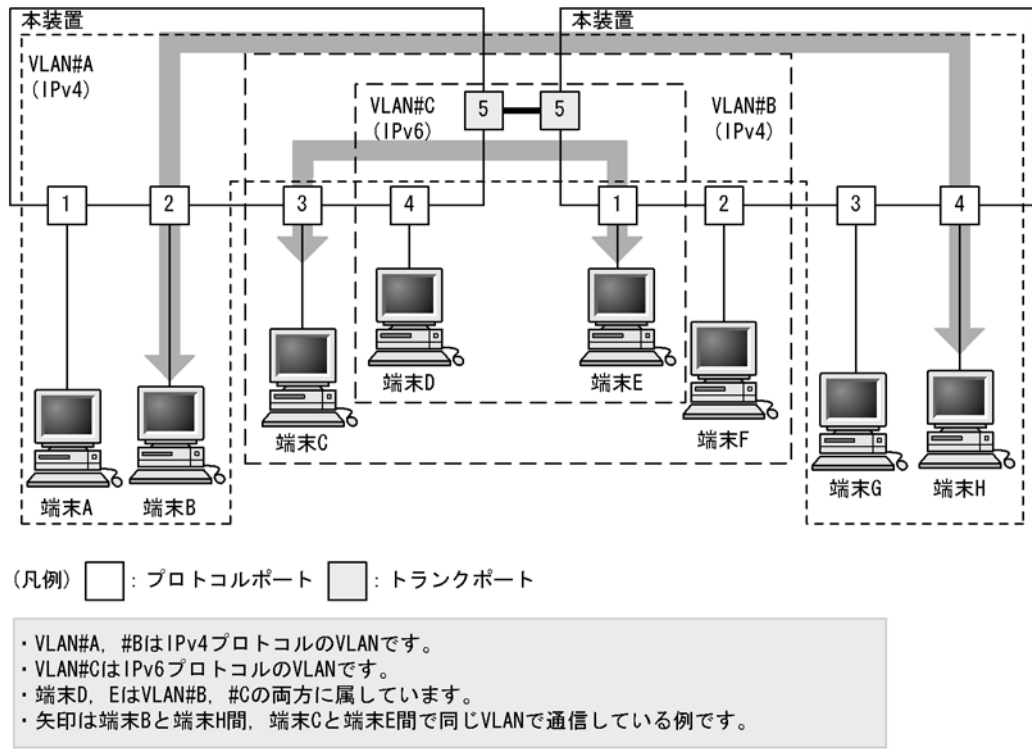 本装置
本装置
VLAN#A
(IPv4)
VLAN#C
(IPv6)
VLAN#B
(IPv4)
5
5
1
2
3
4
1
2
3
4
端末A
端末B
端末C
端末D
端末E
端末F
端末G
端末H
(凡例) : プロトコルポート : トランクポート
・VLAN#A, #BはIPv4プロトコルのVLANです。
・VLAN#CはIPv6プロトコルのVLANです。
・端末D, EはVLAN#B, #Cの両方に属しています。
・矢印は端末Bと端末H間, 端末Cと端末E間で同じVLANで通信している例です。